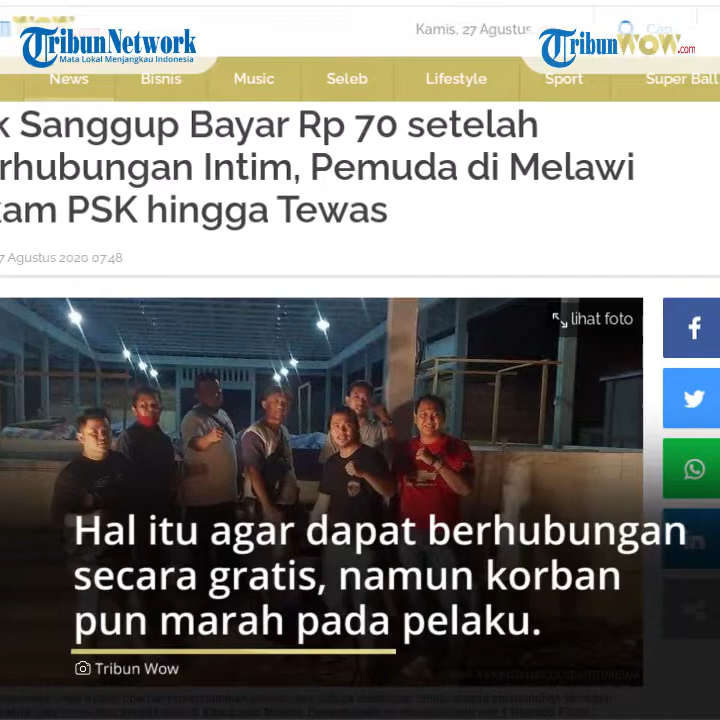 TribunNetwork
Mata Lokal Menjangkau Indonesia
Kamis, 27 Agustus
Cari
TribunWOW.com
News
Bisnis
Music
Seleb
Lifestyle
Sport
Super Ball
k Sanggup Bayar Rp 70 setelah
rhubungan Intim, Pemuda di Melawi
kam PSK hingga Tewas
7 Agustus 2020 07:48
lihat foto
Hal itu agar dapat berhubungan
secara gratis, namun korban
pun marah pada pelaku.
Tribun Wow